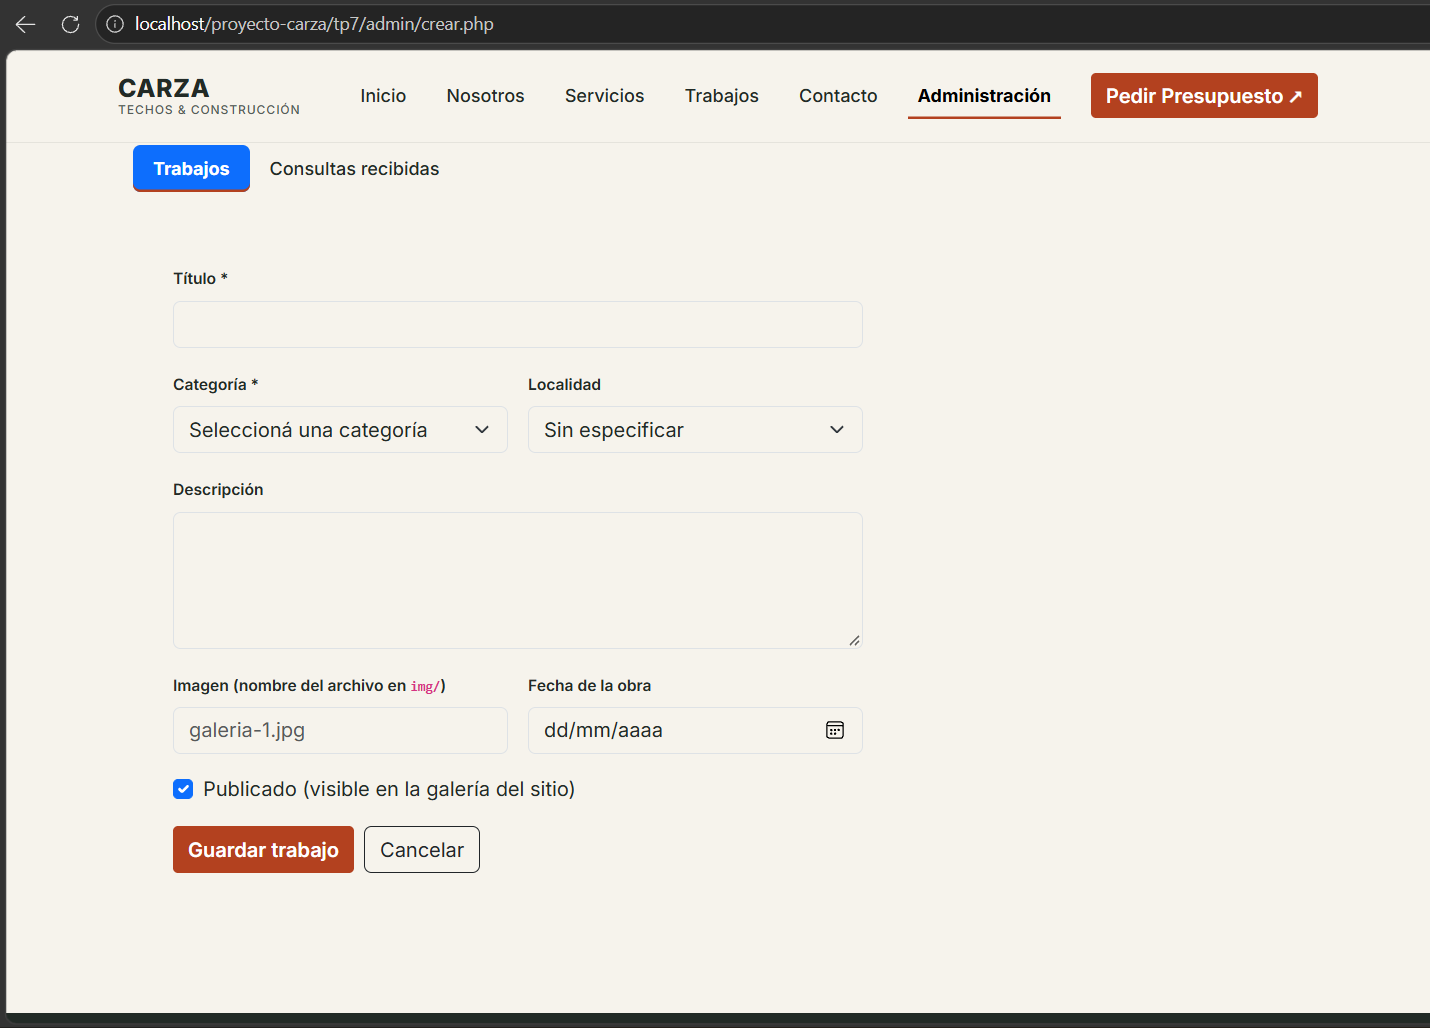 localhost/proyecto-carza/tp7/admin/crear.php
CARZA
TECHOS & CONSTRUCCIÓN
Inicio
Nosotros
Servicios
Trabajos
Contacto
Administración
Pedir Presupuesto ↗
Trabajos
Consultas recibidas
Título *
Categoría *
Localidad
Seleccioná una categoría
Sin especificar
Descripción
Imagen (nombre del archivo en img/)
Fecha de la obra
galeria-1.jpg
dd/mm/aaaa
Publicado (visible en la galería del sitio)
Guardar trabajo
Cancelar